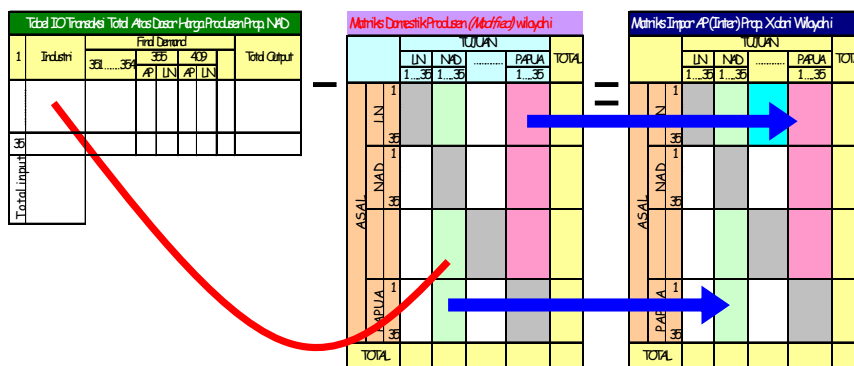 Tabel IO Transaksi Total Atas Dasar Harga Produsen Prop. NAD
1 Industri Final Demand Total Output
351.......354 355 409
AP LN AP LN
35
Total input
Matriks Domestik Produsen (Modified) wilayah i
TUJUAN TOTAL
LN NAD ............ PAPUA
1....35 1....35 1....35
ASAL
LN 1 35
NAD 1 35
PAPUA 1 35
TOTAL
Matriks Impor AP (Inter) Prop. X dari Wilayah i
TUJUAN TOTAL
LN NAD ............ PAPUA
1....35 1....35 1....35
ASAL
LN 1 35
NAD 1 35
PAPUA 1 35
TOTAL